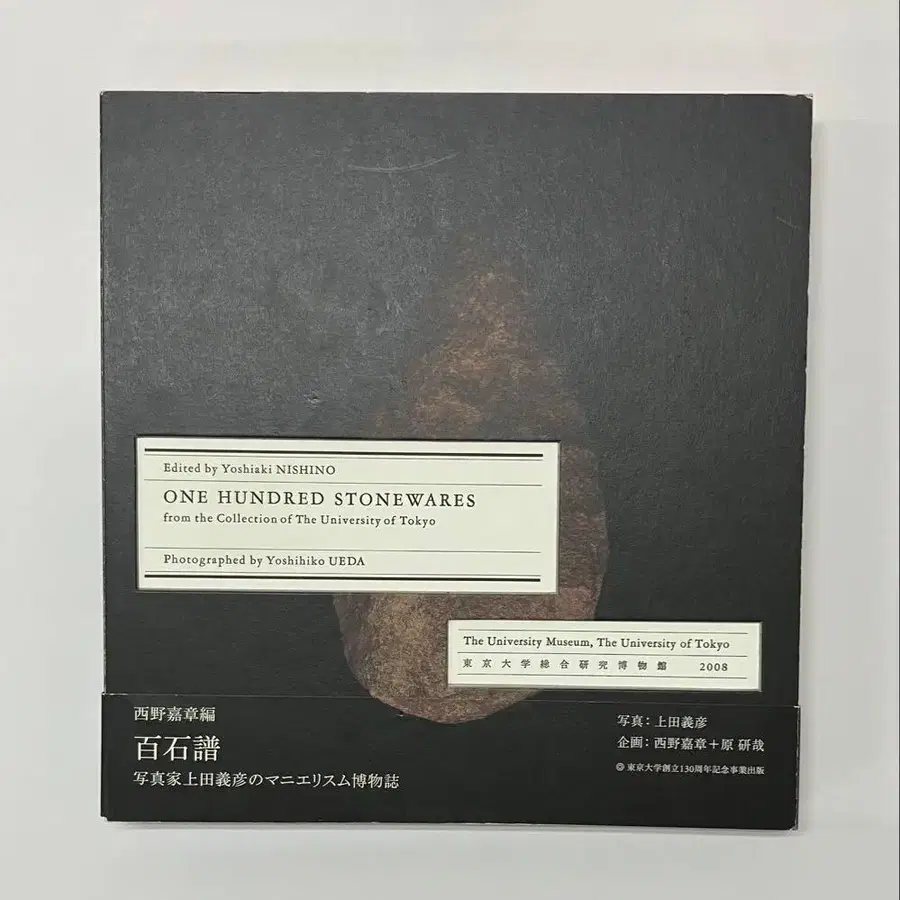 Edited by Yoshiaki NISHINO
ONE HUNDRED STONEWARES
from the Collection of The University of Tokyo
Photographed by Yoshihiko UEDA
The University Museum, The University of Tokyo
東京大学総合研究博物館 2008
西野嘉章編
百石譜
写真家上田義彦のマニエリスム博物誌
写真：上田義彦
企画：西野嘉章＋原 研哉
◎ 東京大学創立130周年記念事業出版